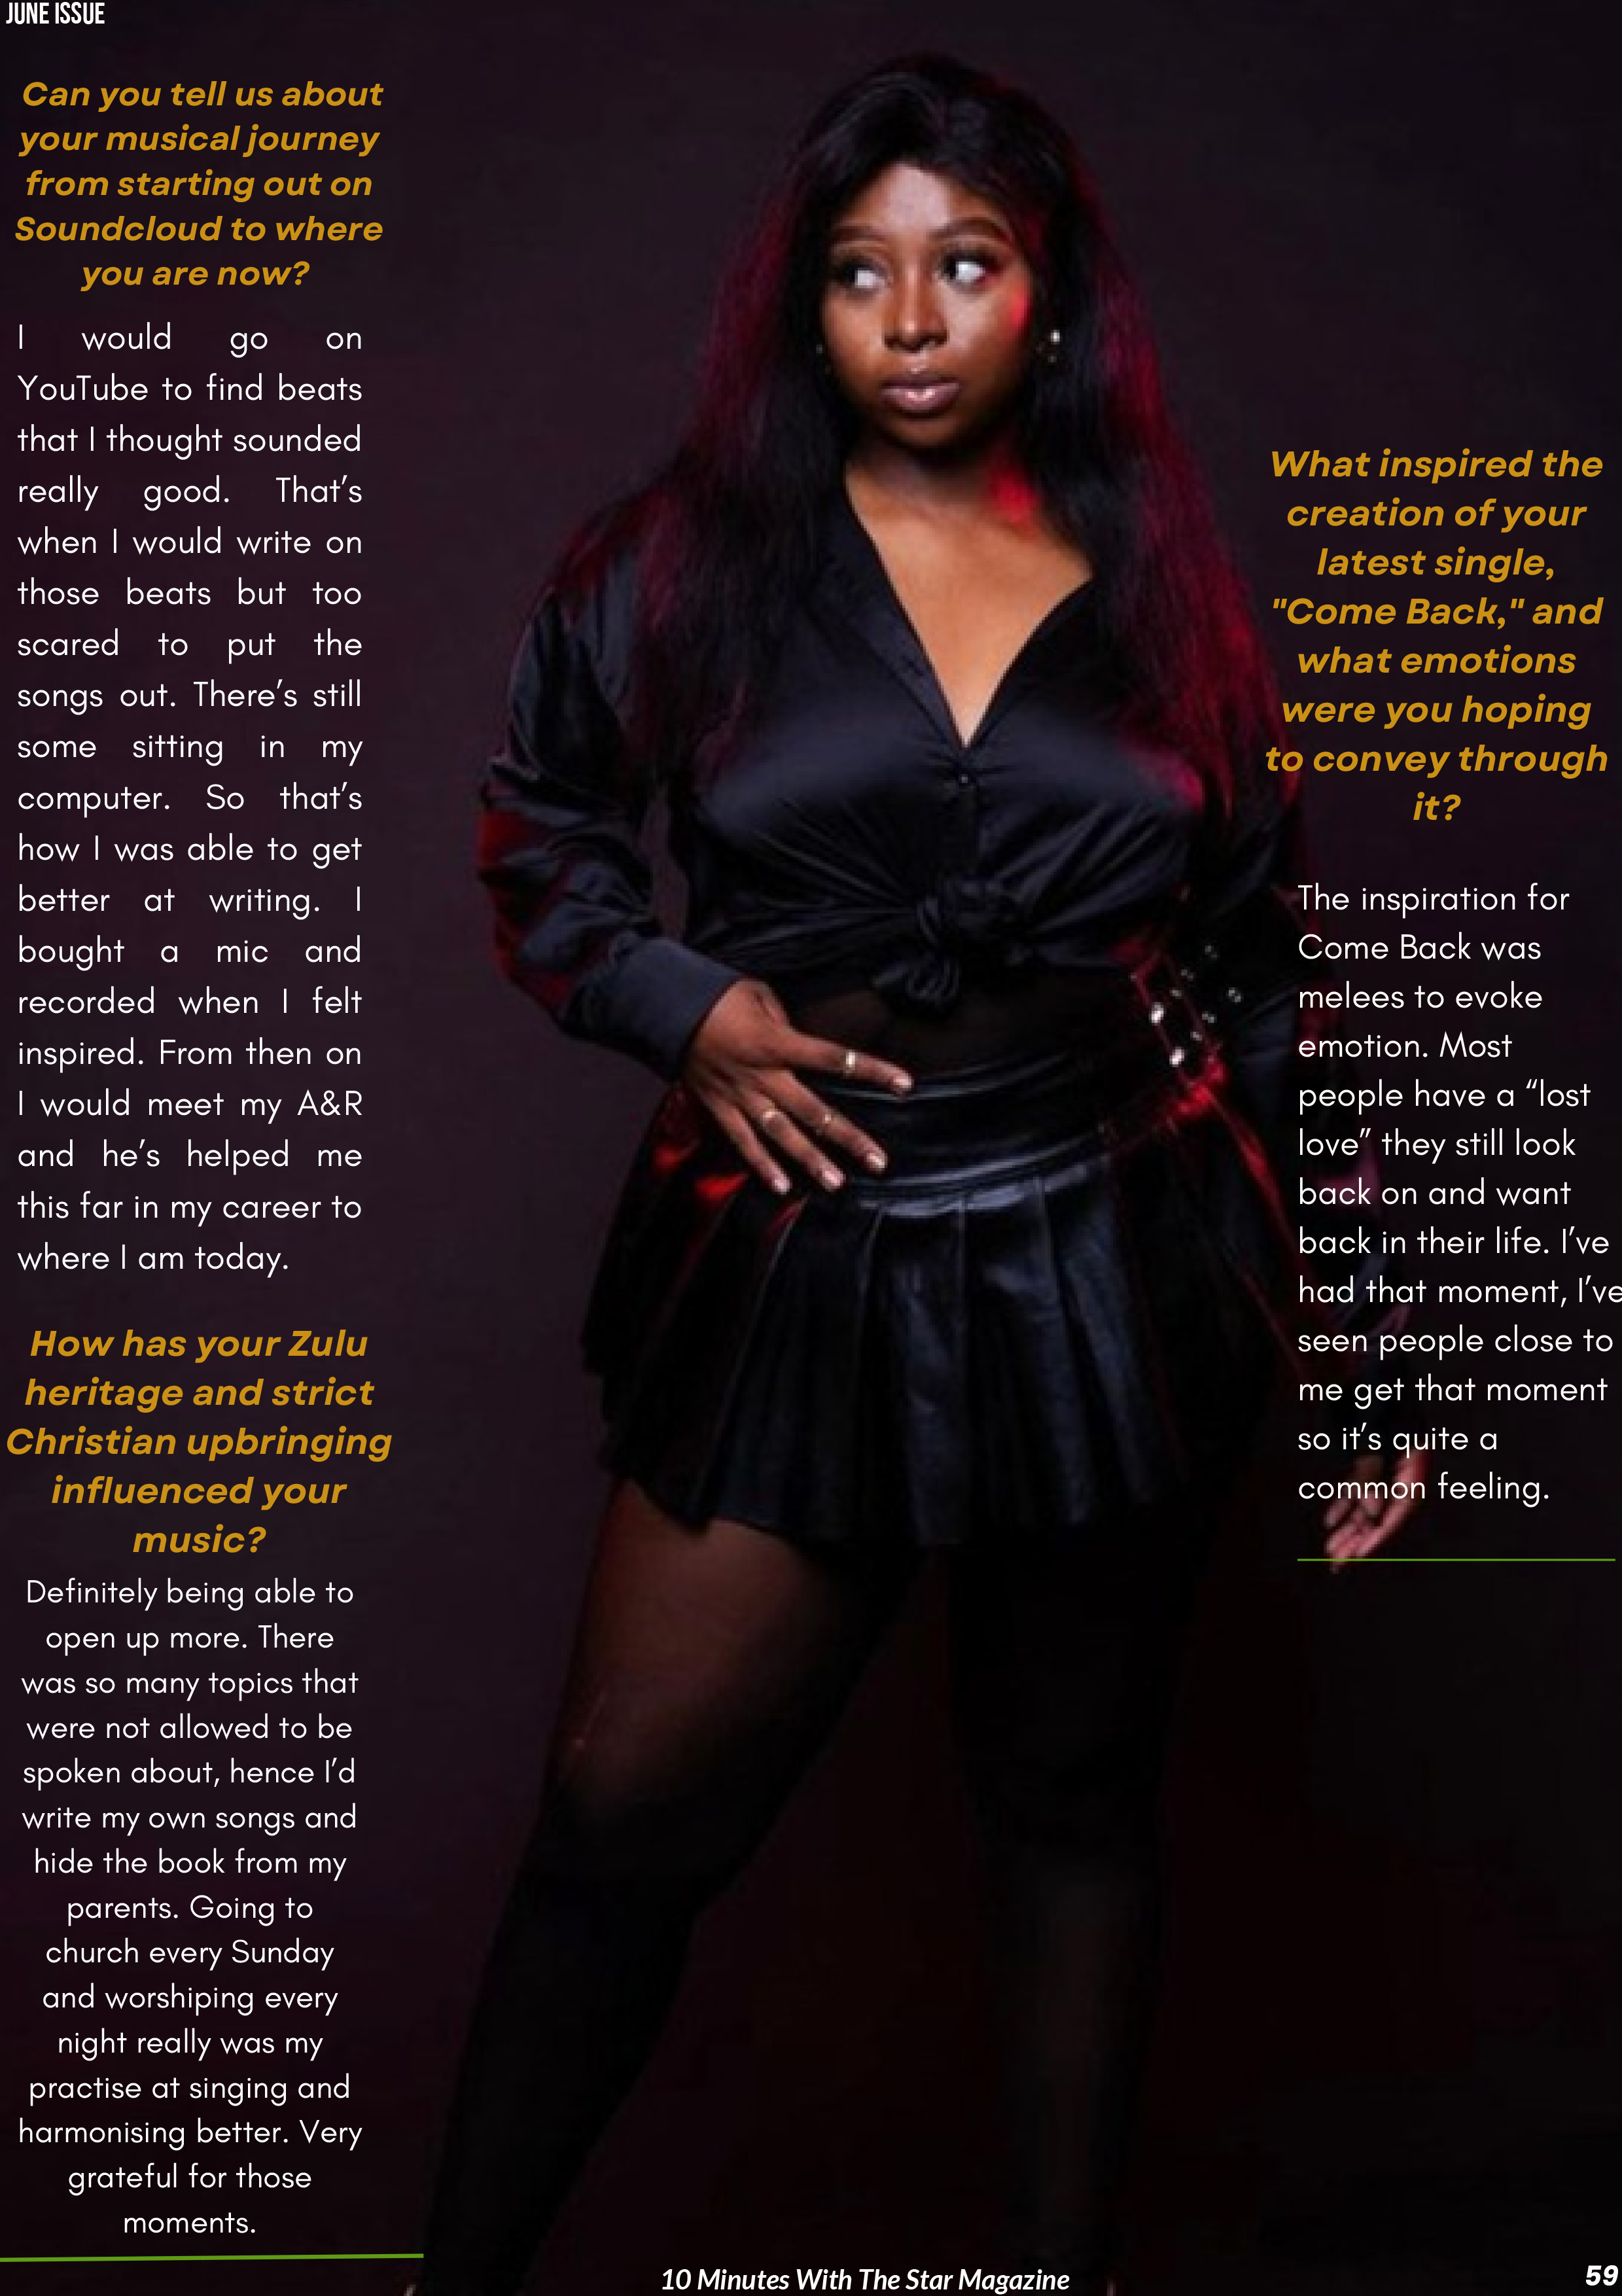 JUNE ISSUE
Can you tell us about
your musical journey
from starting out on
Soundcloud to where
you are now?
I would go on
YouTube to find beats
that I thought sounded
really good. That's
when I would write on
those beats but too
scared to put the
songs out. There's still
some sitting in my
computer. So that's
how I was able to get
better at writing. I
bought a mic and
recorded when I felt
inspired. From then on
I would meet my A&R
and he's helped me
this far in my career to
where I am today.
How has your Zulu
heritage and strict
Christian upbringing
influenced your
music?
Definitely being able to
open up more. There
was so many topics that
were not allowed to be
spoken about, hence I'd
write my own songs and
hide the book from my
parents. Going to
church every Sunday
and worshiping every
night really was my
practise at singing and
harmonising better. Very
grateful for those
moments.
What inspired the
creation of your
latest single,
"Come Back," and
what emotions
were you hoping
to convey through
it?
The inspiration for
Come Back was
melees to evoke
emotion. Most
people have a “lost
love” they still look
back on and want
back in their life. I've
had that moment, I've
seen people close to
me get that moment
so it's quite a
common feeling.
10 Minutes With The Star Magazine
59